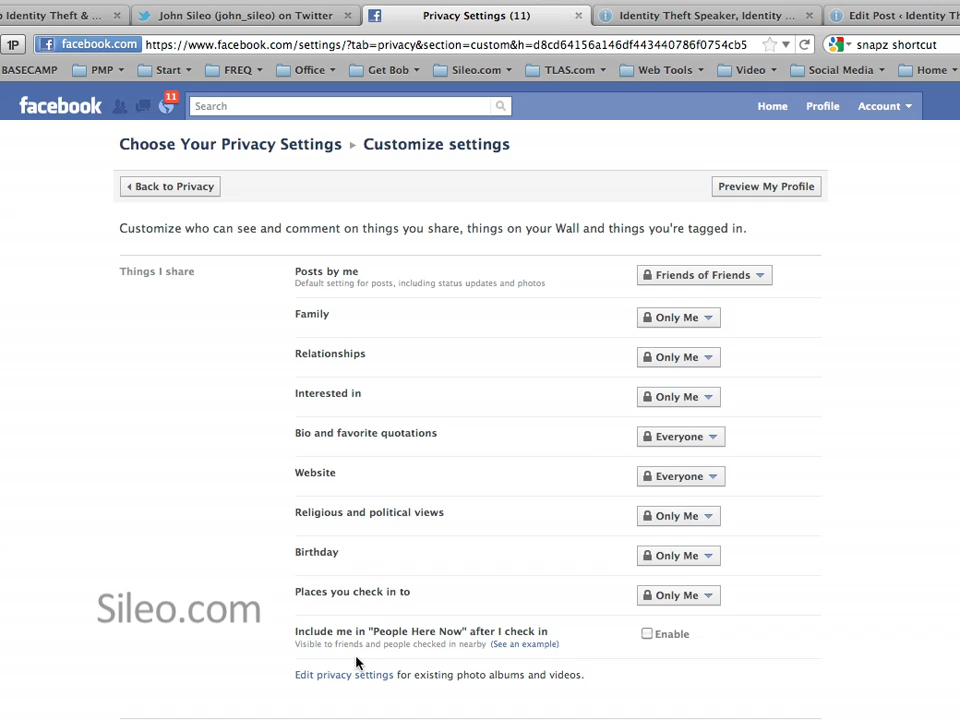 p Identity Theft & ...
John Sileo (john_sileo) on Twitter
Privacy Settings (11)
Identity Theft Speaker, Identity ...
Edit Post ‹ Identity Th
1P
facebook.com
https://www.facebook.com/settings/?tab=privacy&section=custom&h=d8cd64156a146df443440786f0754cb5
snapz shortcut
BASECAMP
PMP
Start
FREQ
Office
Get Bob
Sileo.com
TLAS.com
Web Tools
Video
Social Media
Home
facebook
11
Search
Home
Profile
Account
Choose Your Privacy Settings ▸ Customize settings
Back to Privacy
Preview My Profile
Customize who can see and comment on things you share, things on your Wall and things you're tagged in.
Things I share
Posts by me
Default setting for posts, including status updates and photos
Friends of Friends
Family
Only Me
Relationships
Only Me
Interested in
Only Me
Bio and favorite quotations
Everyone
Website
Everyone
Religious and political views
Only Me
Birthday
Only Me
Places you check in to
Only Me
Sileo.com
Include me in "People Here Now" after I check in
Visible to friends and people checked in nearby (See an example)
Enable
Edit privacy settings for existing photo albums and videos.